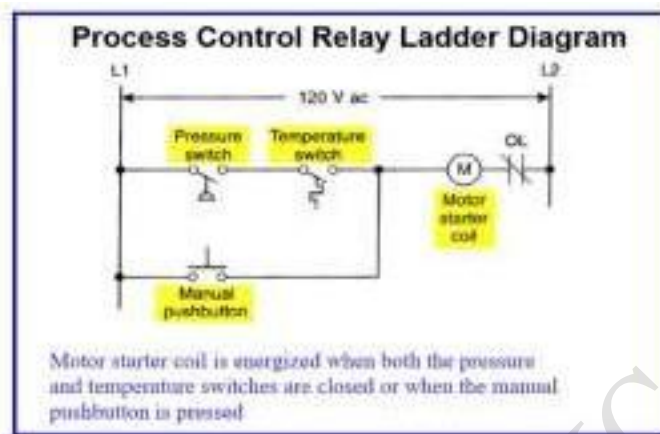 Process Control Relay Ladder Diagram
L1 L2
120 V ac
Pressure switch
Temperature switch
OL
M
Motor starter coil
Manual pushbutton
Motor starter coil is energized when both the pressure
and temperature switches are closed or when the manual
pushbutton is pressed